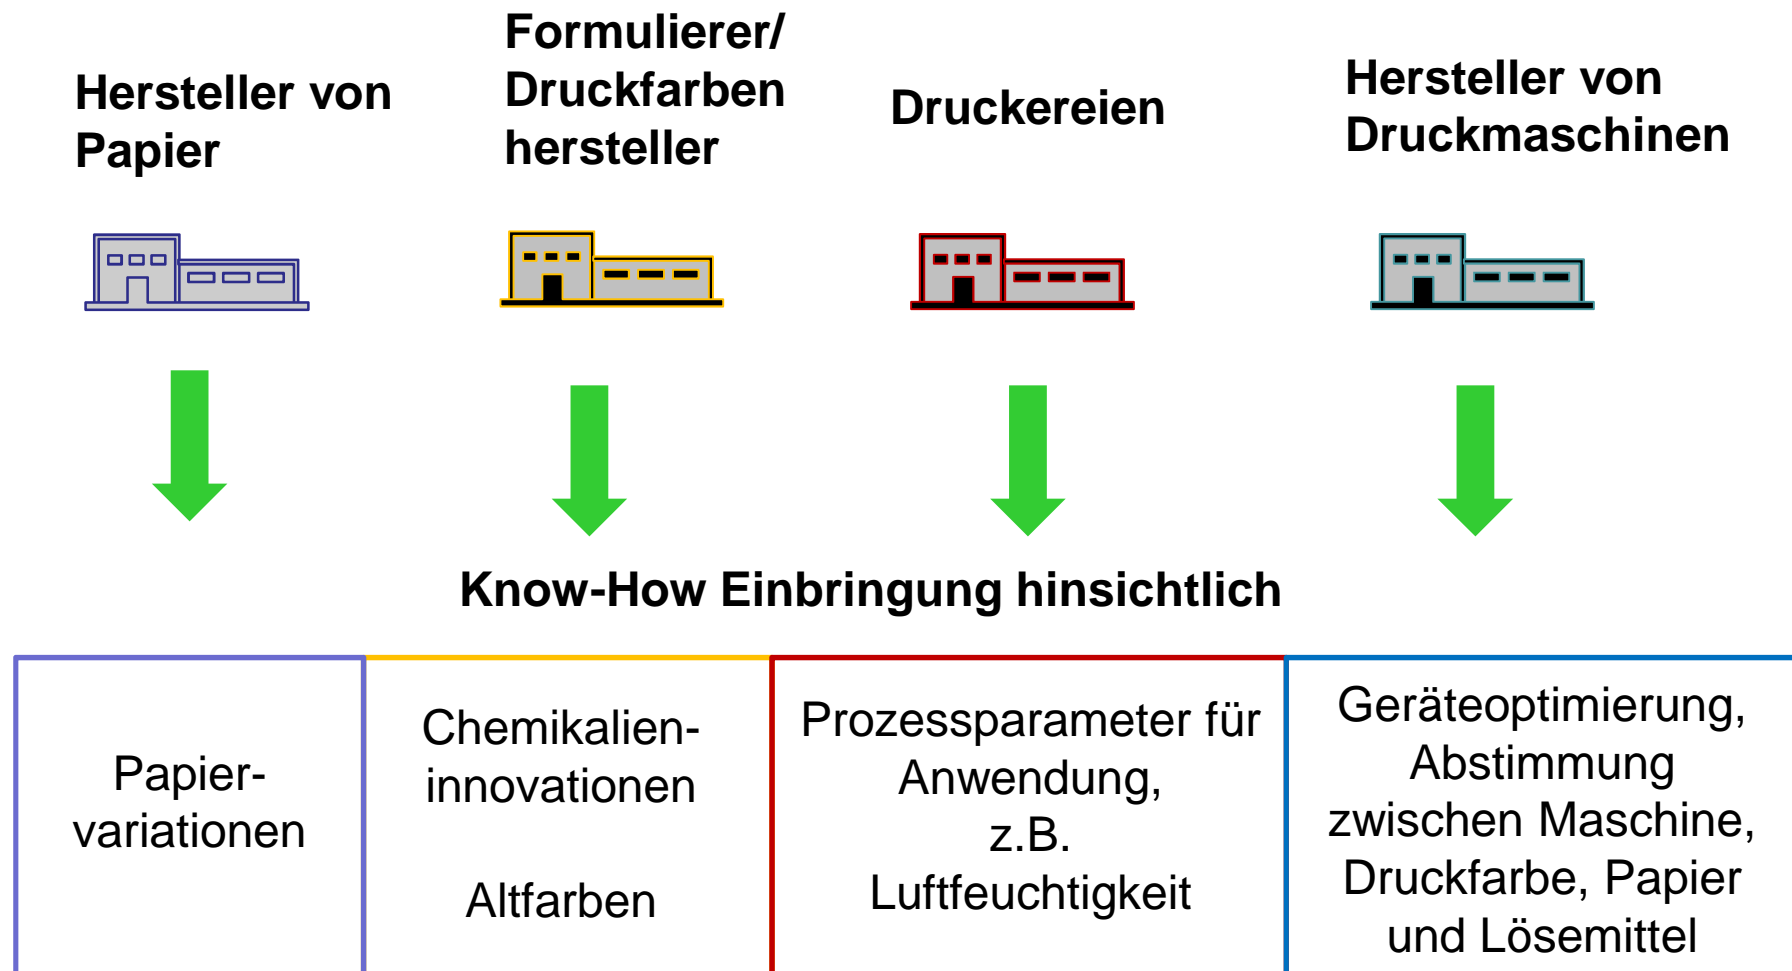 Hersteller von
Papier
Formulierer/
Druckfarben
hersteller
Druckereien
Hersteller von
Druckmaschinen
Know-How Einbringung hinsichtlich
Papier-
variationen
Chemikalien-
innovationen
Altfarben
Prozessparameter für
Anwendung,
z.B.
Luftfeuchtigkeit
Geräteoptimierung,
Abstimmung
zwischen Maschine,
Druckfarbe, Papier
und Lösemittel